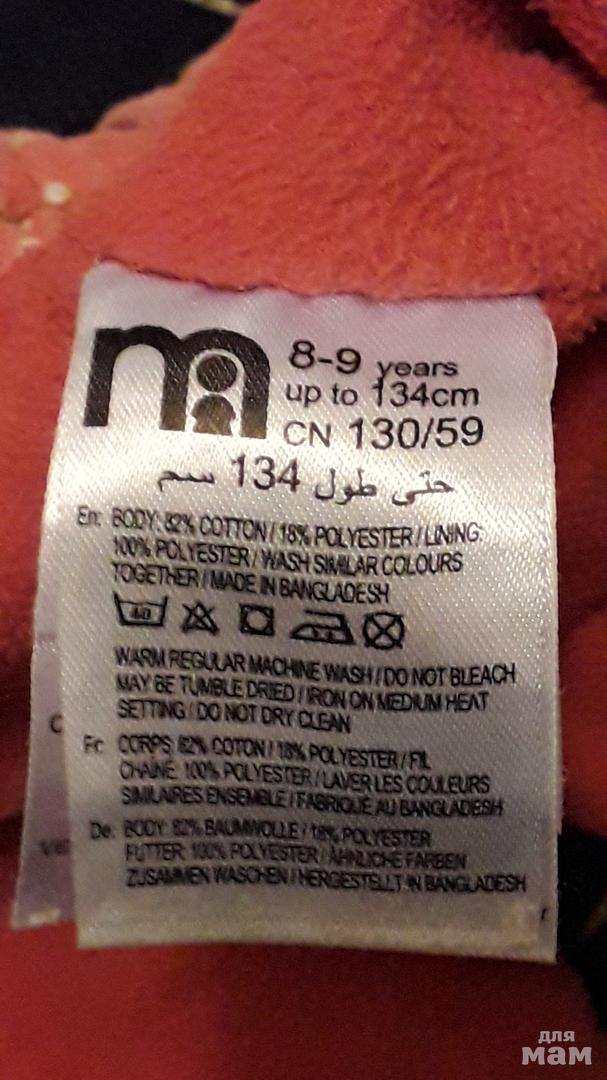 8-9 years
up to 134cm
CN 130/59
حتى طول 134 سم
En: BODY: 82% COTTON / 18% POLYESTER / LINING:
100% POLYESTER / WASH SIMILAR COLOURS
TOGETHER / MADE IN BANGLADESH
40
WARM REGULAR MACHINE WASH / DO NOT BLEACH
MAY BE TUMBLE DRIED / IRON ON MEDIUM HEAT
SETTING / DO NOT DRY CLEAN
Fr: CORPS: 82% COTON / 18% POLYESTER / FIL
CHAÎNE: 100% POLYESTER / LAVER LES COULEURS
SIMILAIRES ENSEMBLE / FABRIQUÉ AU BANGLADESH
De: BODY: 82% BAUMWOLLE / 18% POLYESTER
FUTTER: 100% POLYESTER / ÄHNLICHE FARBEN
ZUSAMMEN WASCHEN / HERGESTELLT IN BANGLADESH
для
мам